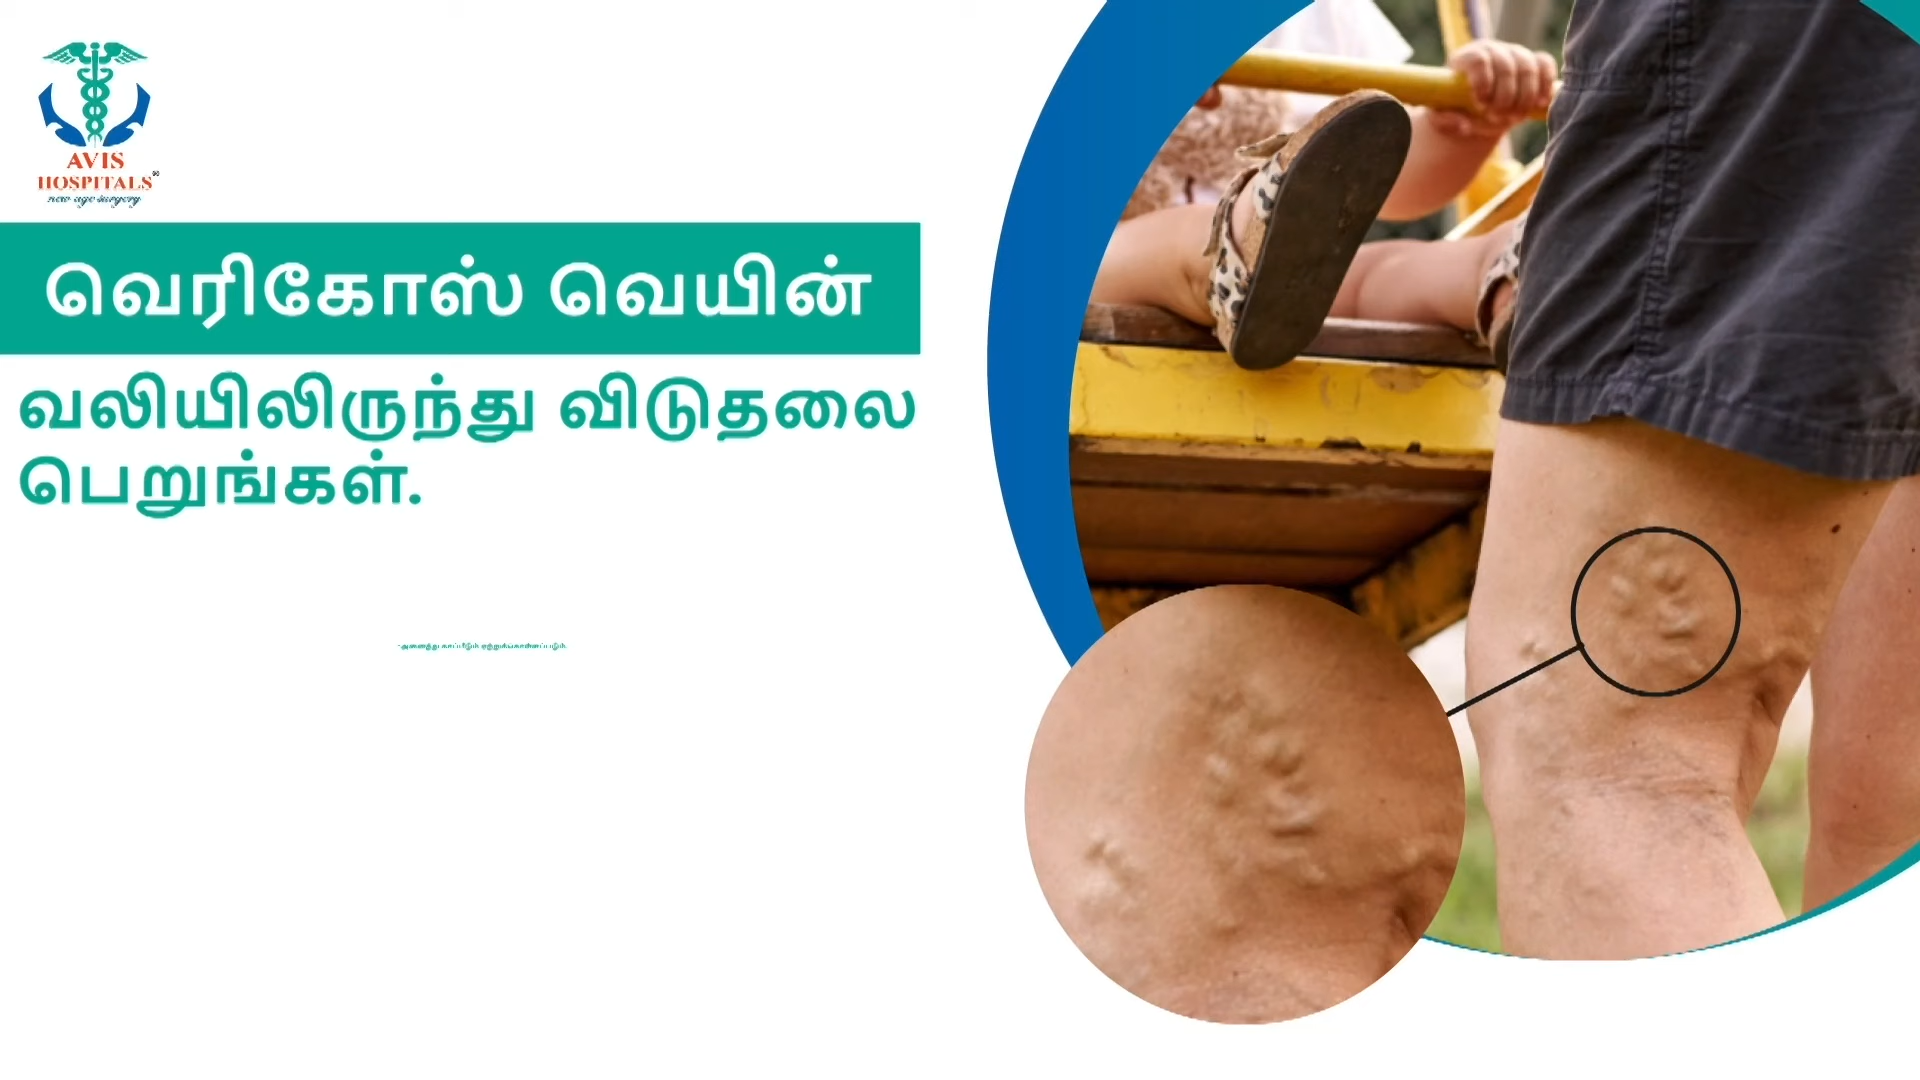 AVIS
HOSPITALS
new age surgery
வெரிகோஸ் வெயின்
வலியிலிருந்து விடுதலை
பெறுங்கள்.